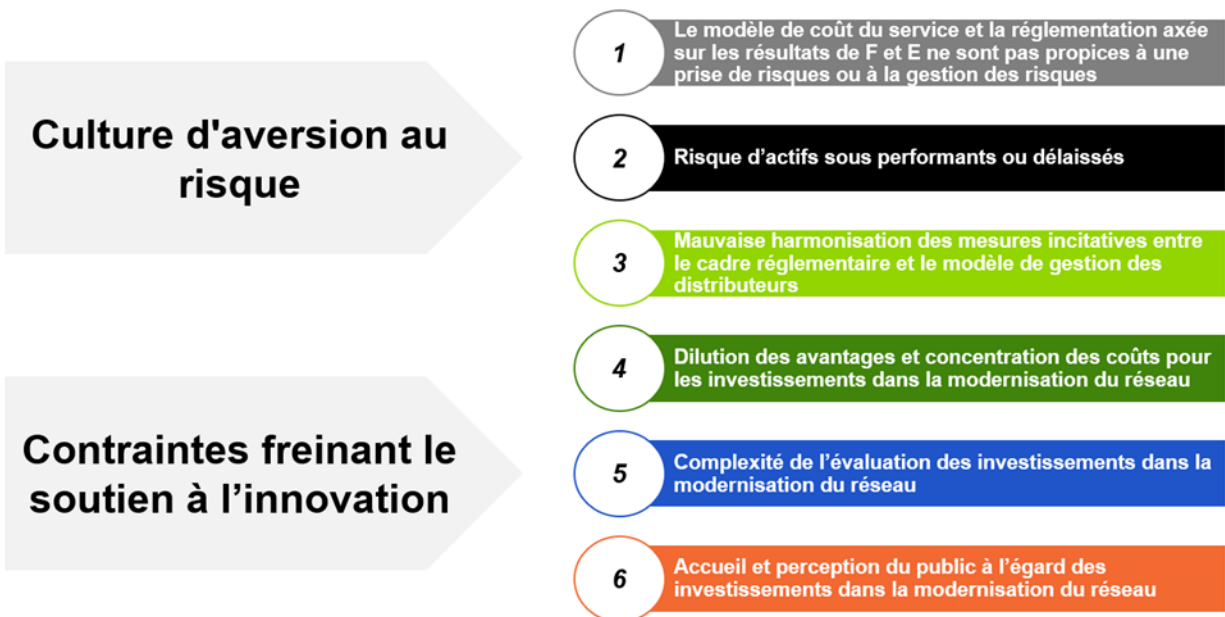 Culture d'aversion au
risque
Contraintes freinant le
soutien à l’innovation
1
Le modèle de coût du service et la réglementation axée
sur les résultats de F et E ne sont pas propices à une
prise de risques ou à la gestion des risques
2
Risque d’actifs sous performants ou délaissés
3
Mauvaise harmonisation des mesures incitatives entre
le cadre réglementaire et le modèle de gestion des
distributeurs
4
Dilution des avantages et concentration des coûts pour
les investissements dans la modernisation du réseau
5
Complexité de l’évaluation des investissements dans la
modernisation du réseau
6
Accueil et perception du public à l’égard des
investissements dans la modernisation du réseau